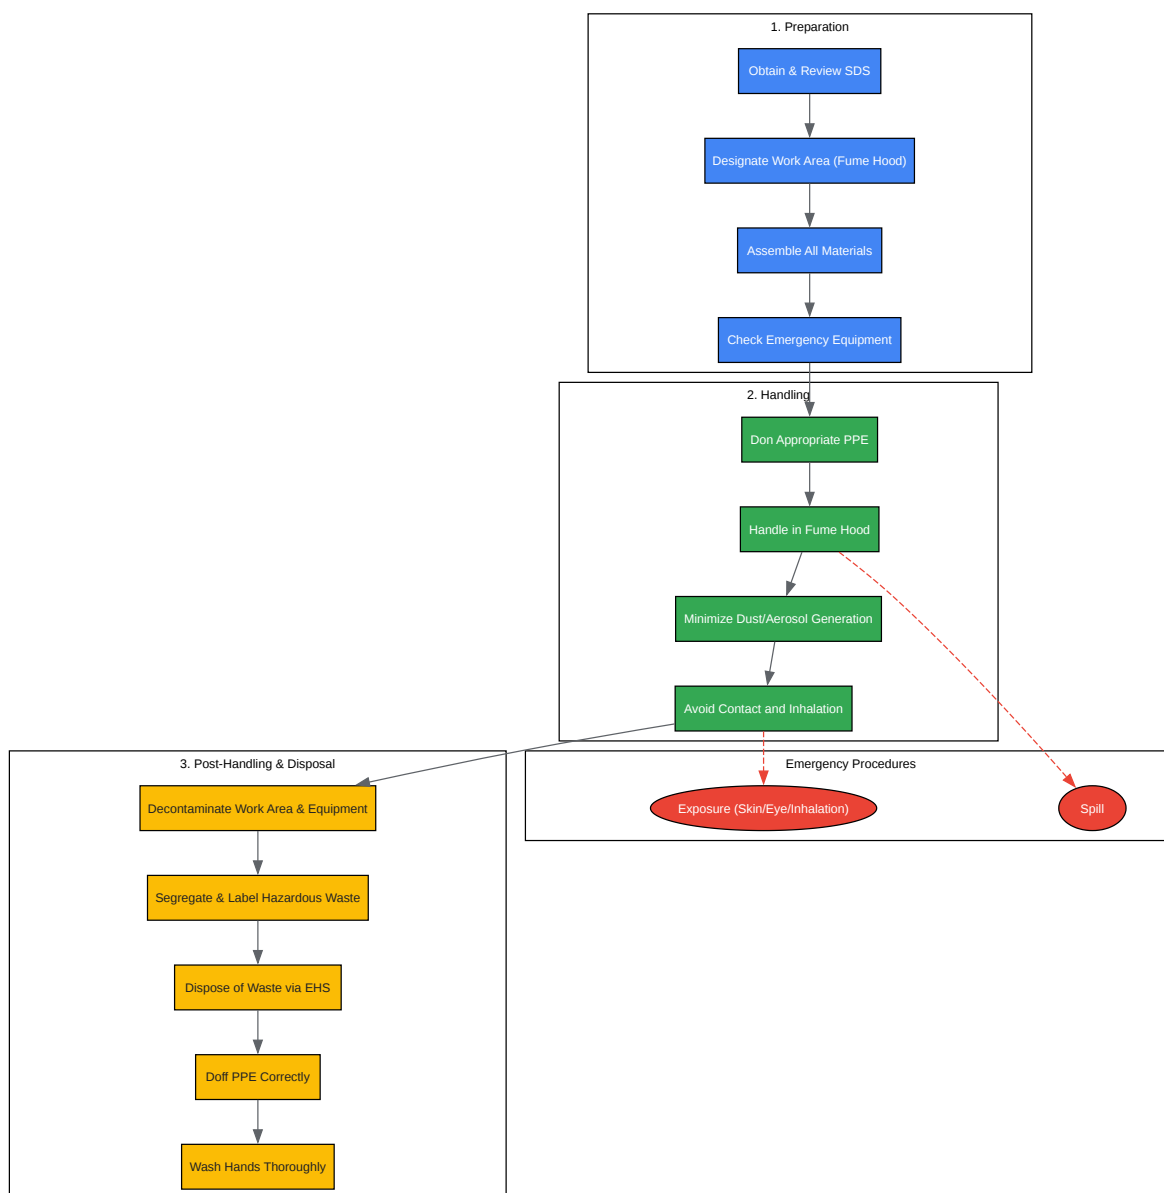 1. Preparation
Obtain & Review SDS
Designate Work Area (Fume Hood)
Assemble All Materials
Check Emergency Equipment
2. Handling
Don Appropriate PPE
Handle in Fume Hood
Minimize Dust/Aerosol Generation
Avoid Contact and Inhalation
3. Post-Handling & Disposal
Decontaminate Work Area & Equipment
Segregate & Label Hazardous Waste
Dispose of Waste via EHS
Doff PPE Correctly
Wash Hands Thoroughly
Emergency Procedures
Exposure (Skin/Eye/Inhalation)
Spill